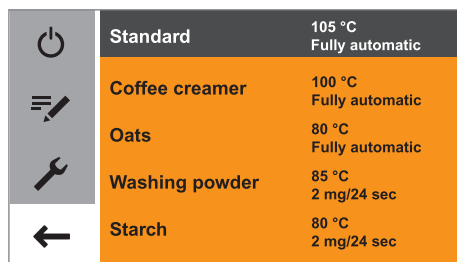 Standard
105 °C
Fully automatic
Coffee creamer
100 °C
Fully automatic
Oats
80 °C
Fully automatic
Washing powder
85 °C
2 mg/24 sec
Starch
80 °C
2 mg/24 sec